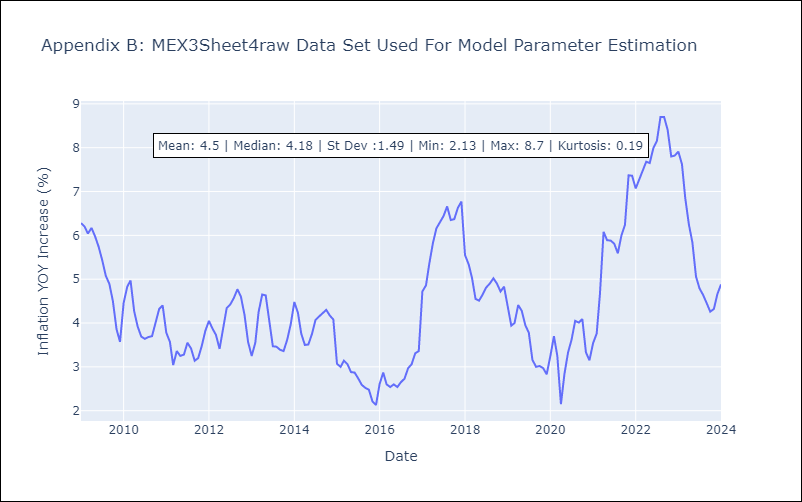 Appendix B: MEX3Sheet4raw Data Set Used For Model Parameter Estimation
Mean: 4.5 | Median: 4.18 | St Dev :1.49 | Min: 2.13 | Max: 8.7 | Kurtosis: 0.19
Inflation YOY Increase (%)
9
8
7
6
5
4
3
2
2010 2012 2014 2016 2018 2020 2022 2024
Date